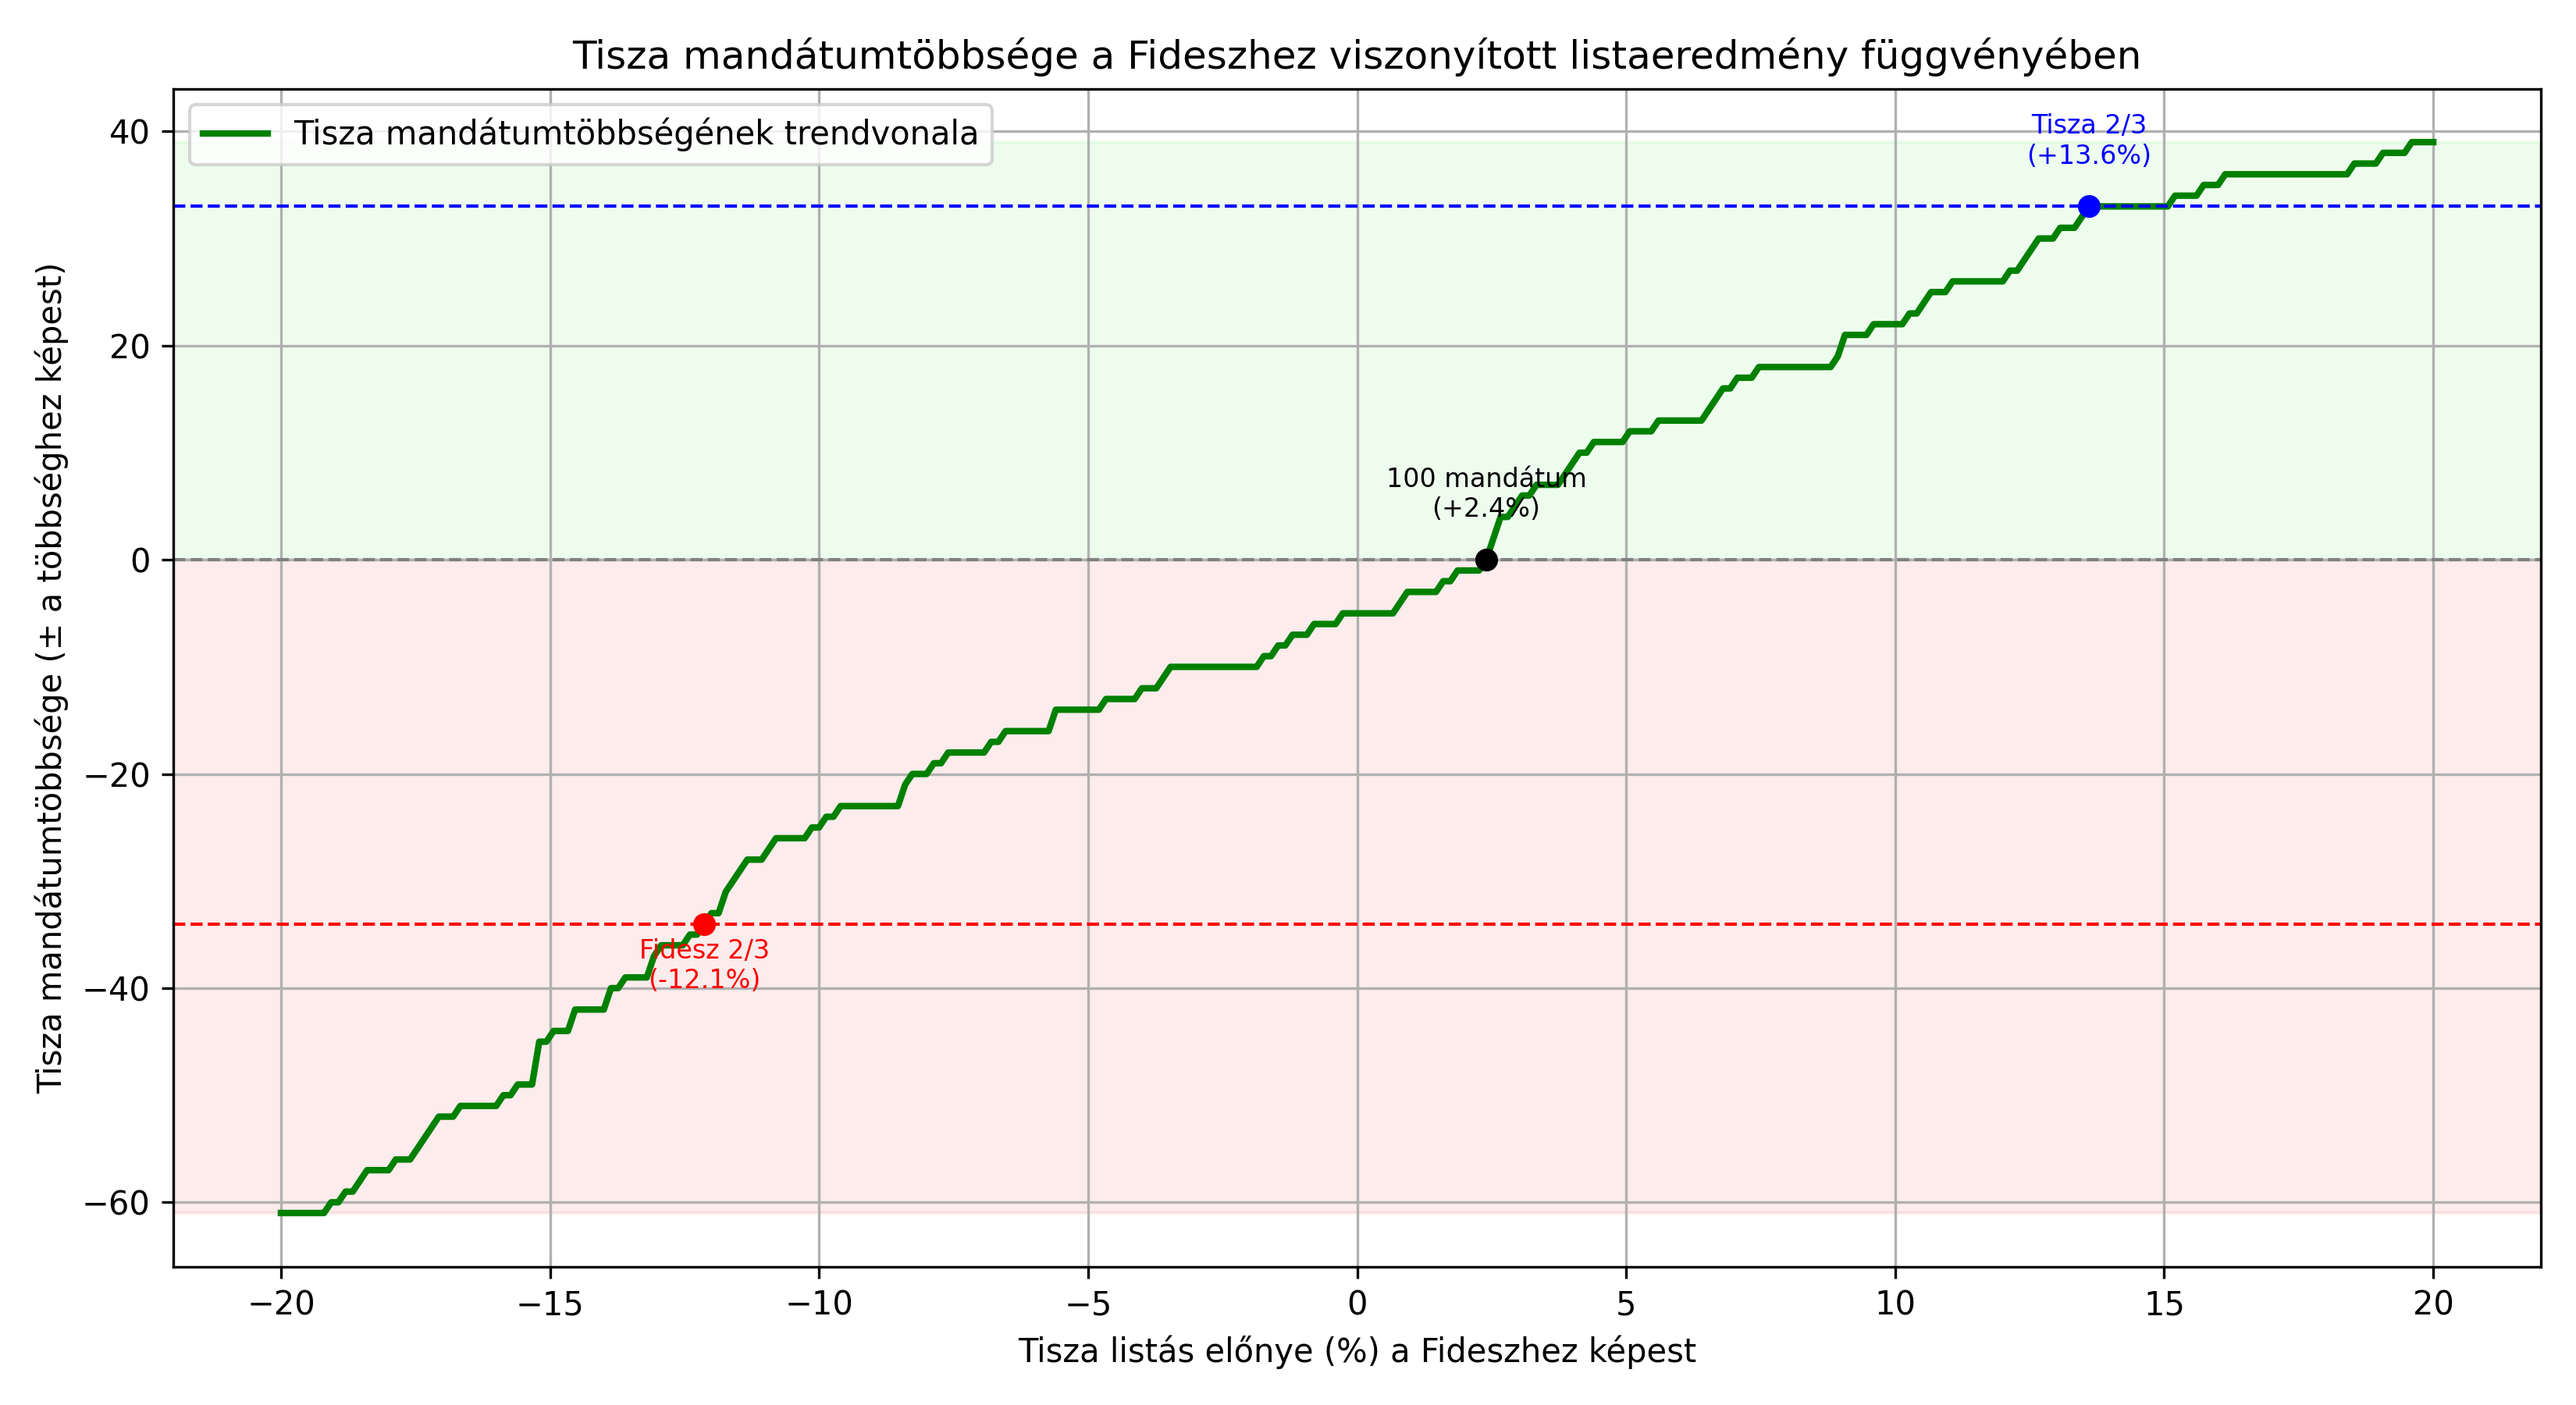 Tisza mandátumtöbbsége a Fideszhez viszonyított listaeredmény függvényében
Tisza mandátumtöbbségének trendvonala
Tisza 2/3
(+13.6%)
100 mandátum
(+2.4%)
Fidesz 2/3
(-12.1%)
Tisza mandátumtöbbsége (± a többséghez képest)
40
20
0
−20
−40
−60
−20 −15 −10 −5 0 5 10 15 20
Tisza listás előnye (%) a Fideszhez képest